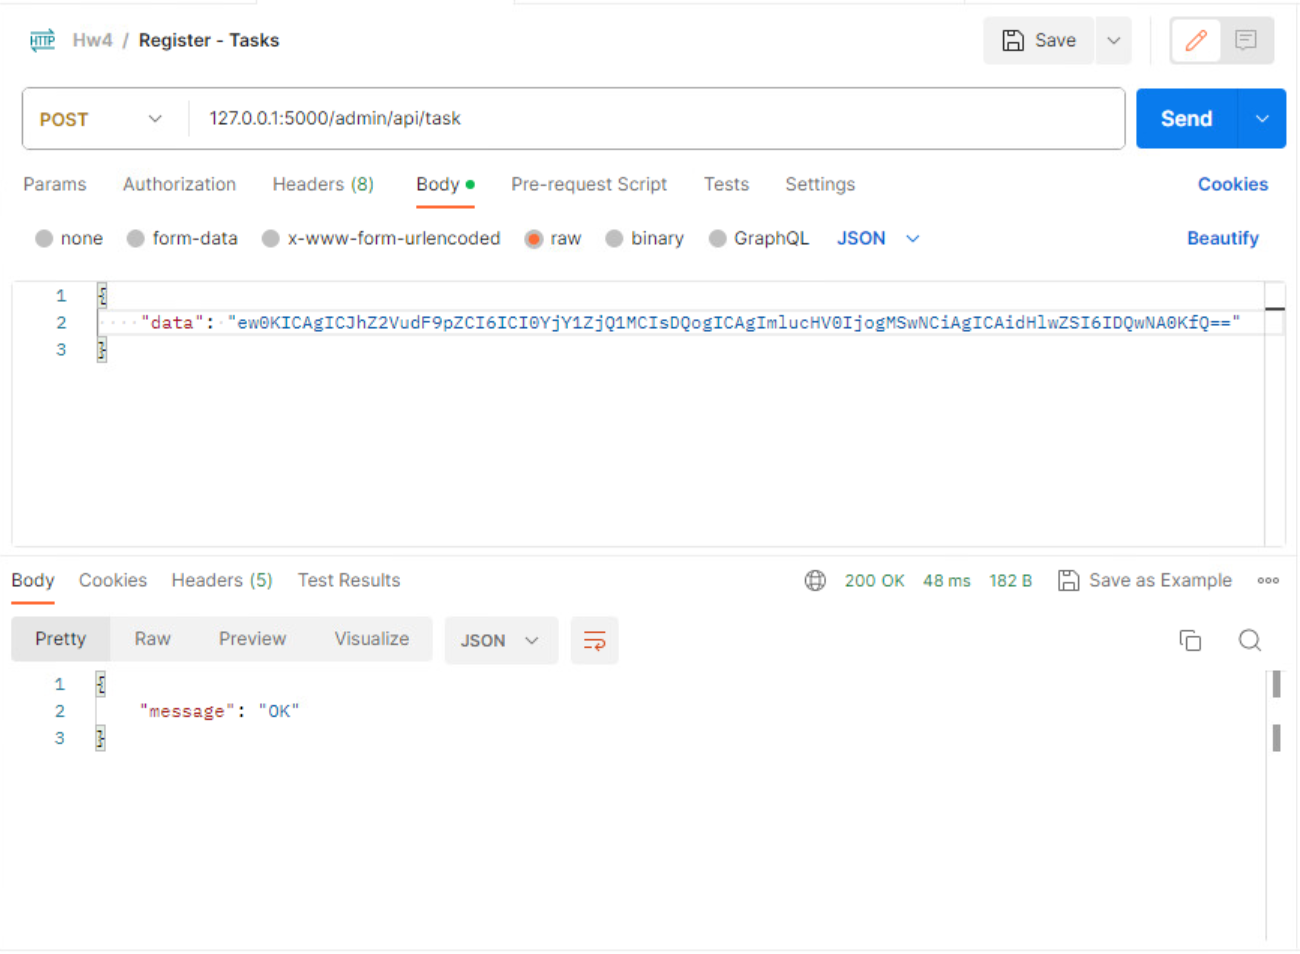 HTTP Hw4 / Register - Tasks
Save
POST
127.0.0.1:5000/admin/api/task
Send
Params Authorization Headers (8) Body Pre-request Script Tests Settings Cookies
none form-data x-www-form-urlencoded raw binary GraphQL JSON Beautify
1 {
2 "data": "ew0KICAgICJhZ2VudF9pZCI6ICI0YjY1ZjQ1MCIsDQogICAgImlucHV0IjogMSwNCiAgICAidHlwZSI6IDQwNA0KfQ=="
3 }
Body Cookies Headers (5) Test Results 200 OK 48 ms 182 B Save as Example
Pretty Raw Preview Visualize JSON
1 {
2 "message": "OK"
3 }